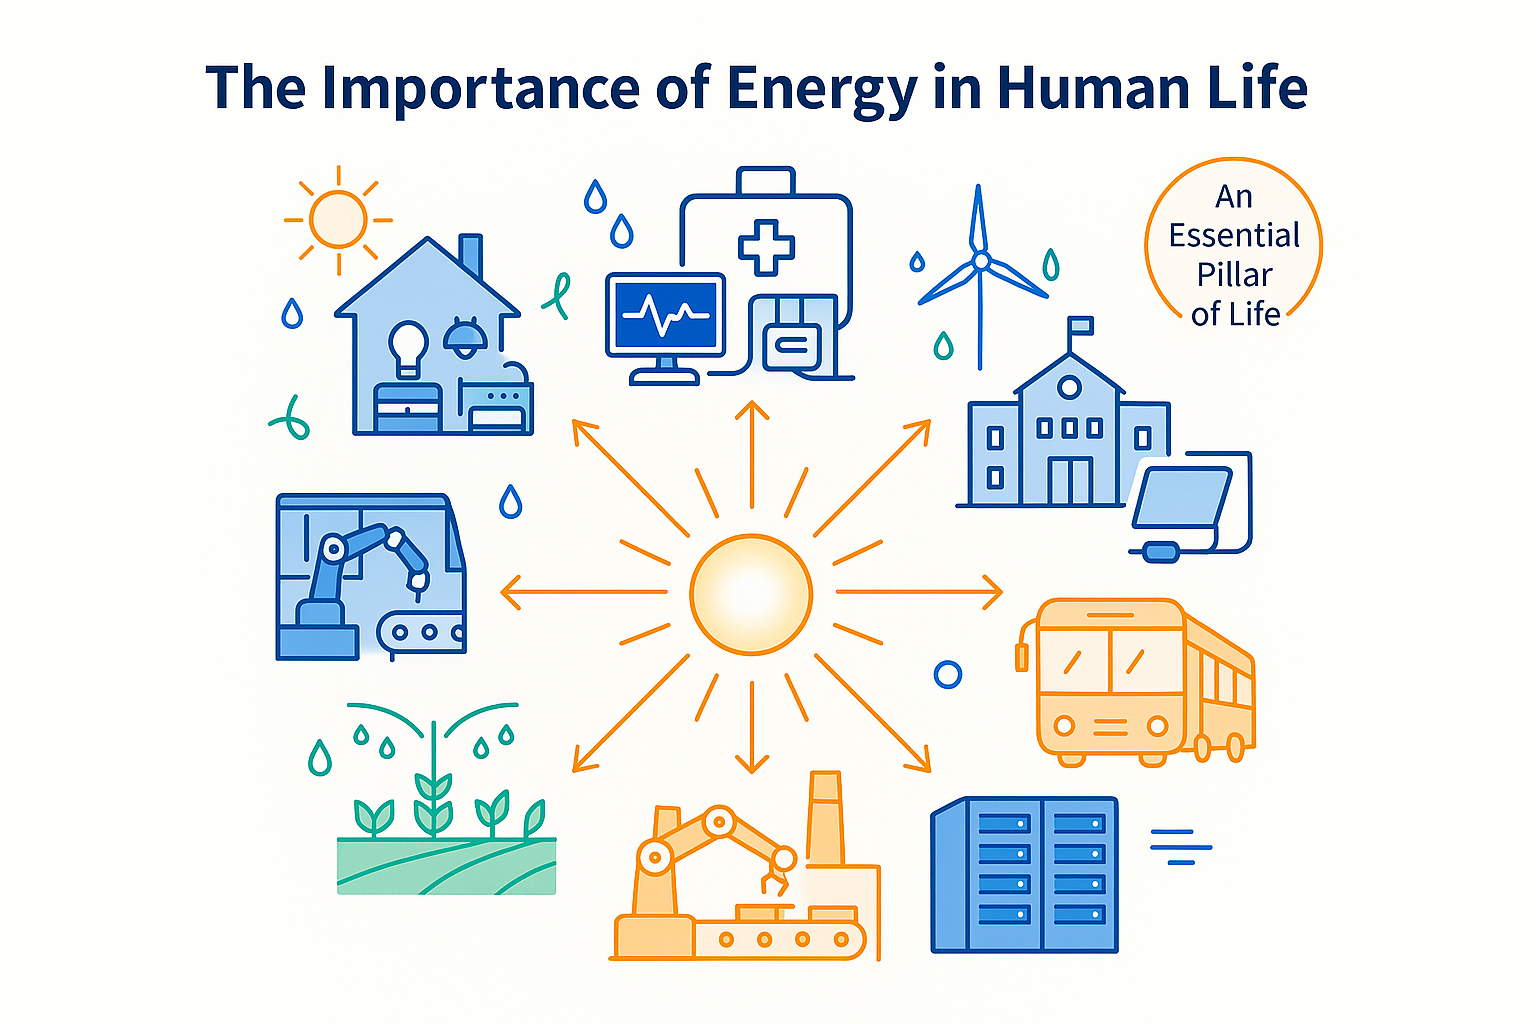 The Importance of Energy in Human Life
An
Essential
Pillar
of Life